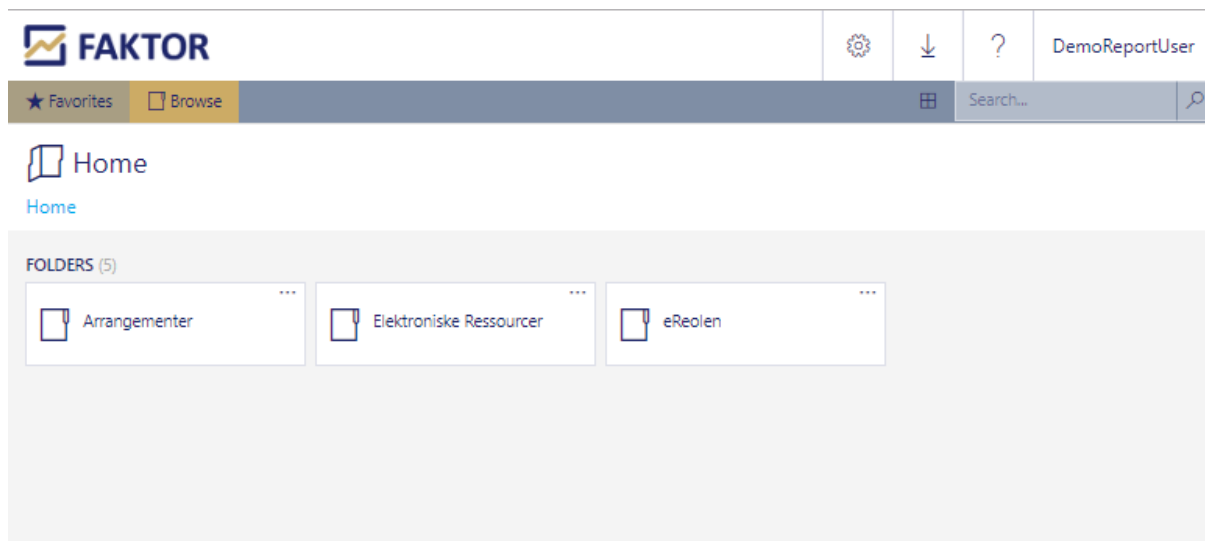 FAKTOR
? DemoReportUser
Favorites Browse Search...
Home
Home
FOLDERS (5)
Arrangementer Elektroniske Ressourcer eReolen